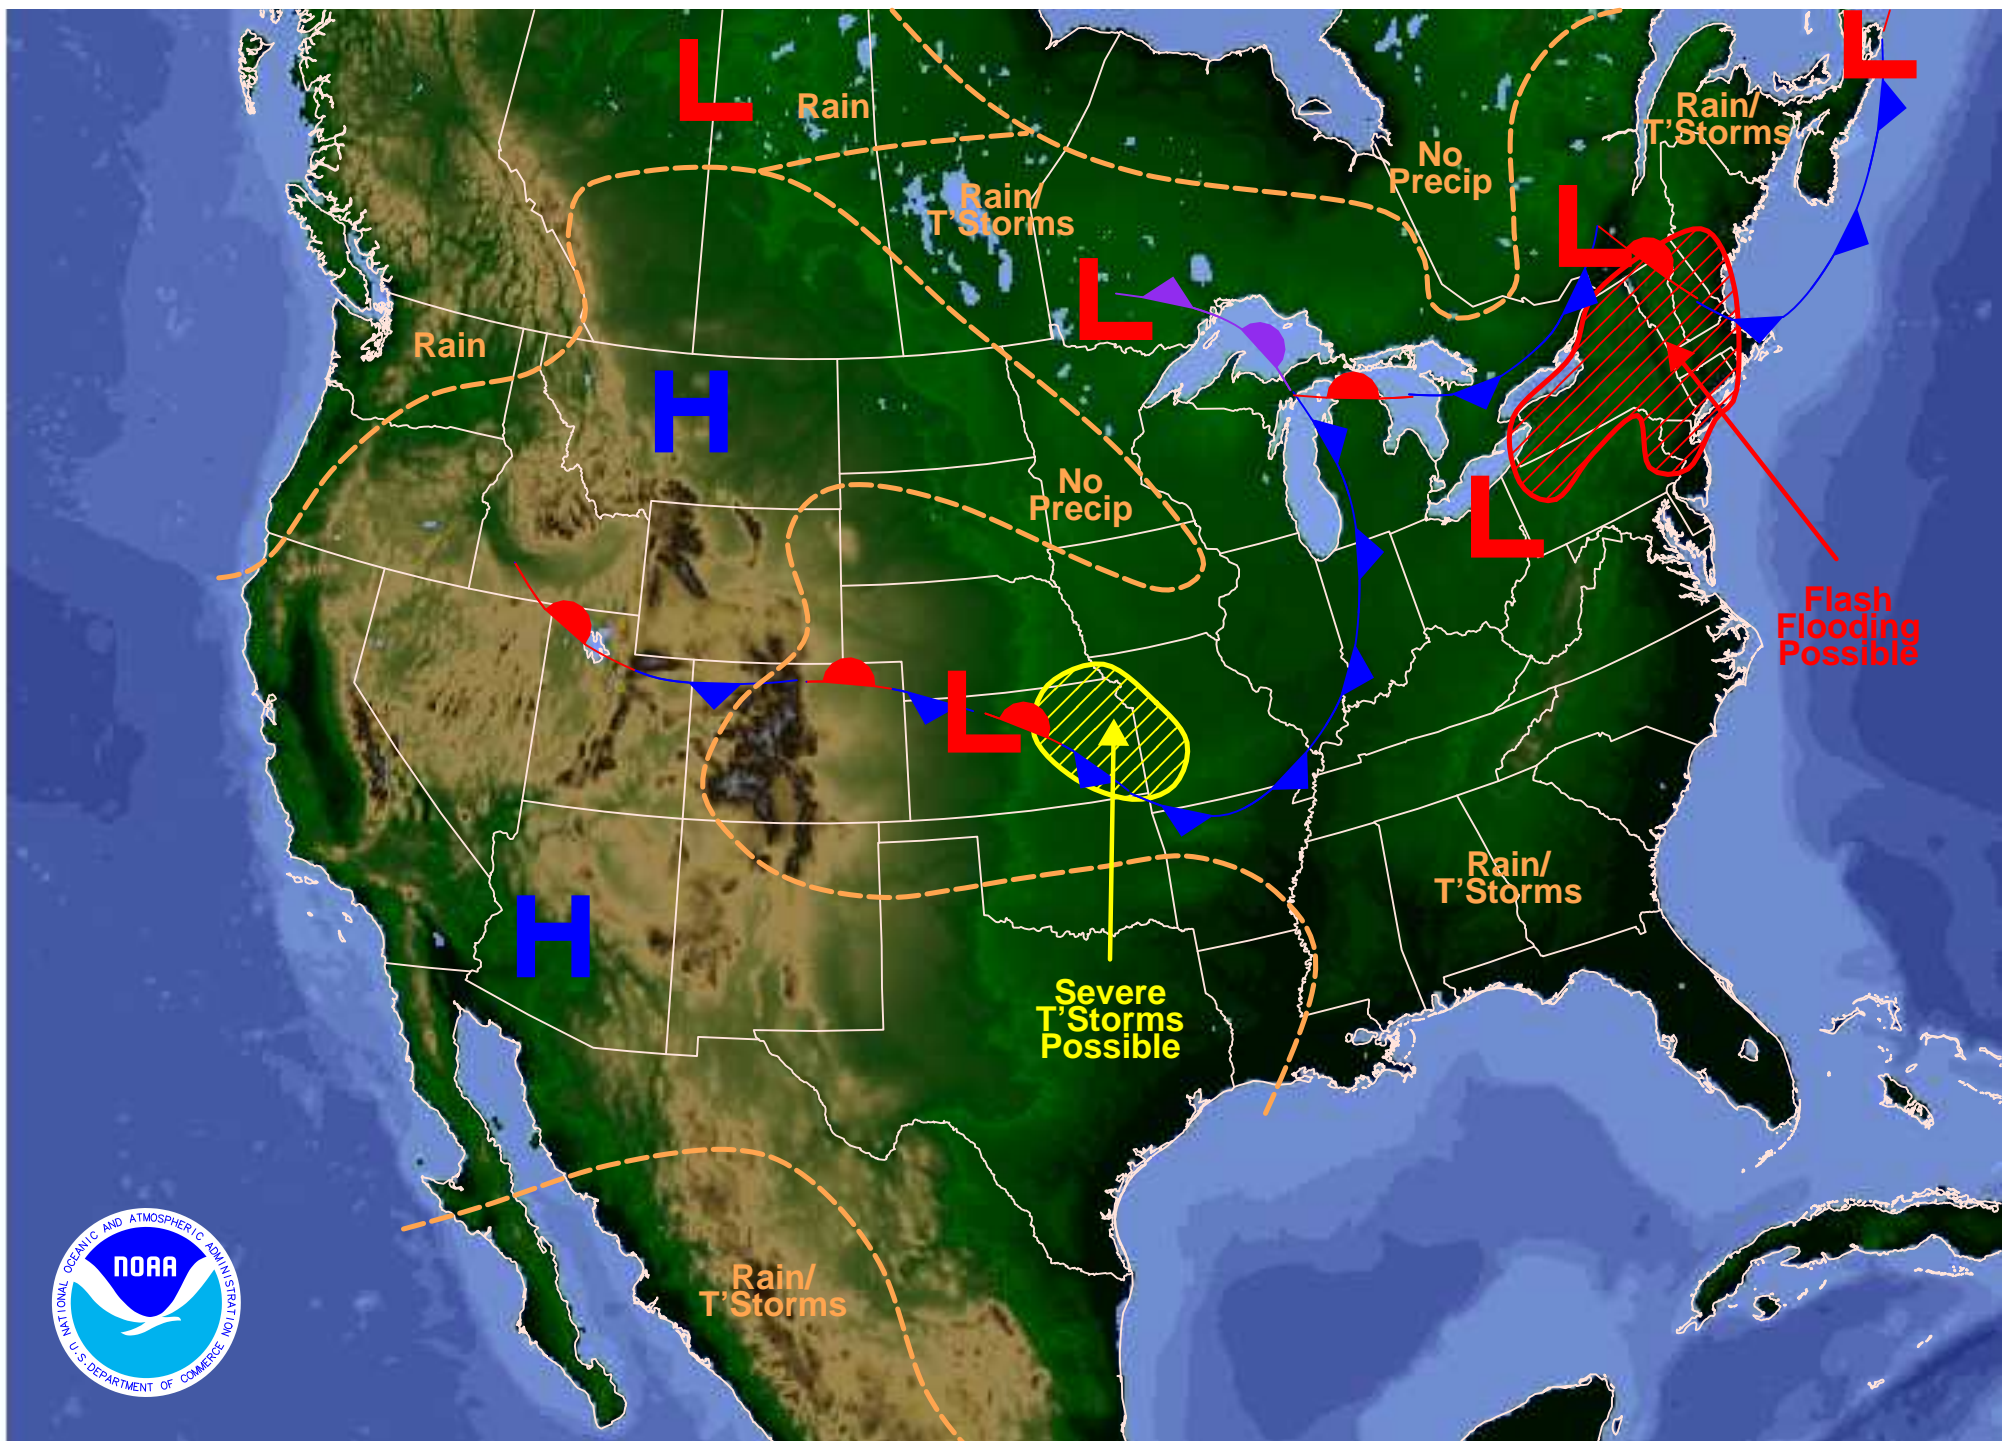 L
L
Rain
Rain/
T'Storms
No
Precip
Rain/
T'Storms
L
L
Rain
H
No
Precip
L
Flash
Flooding
Possible
L
Rain/
T'Storms
H
Severe
T'Storms
Possible
Rain/
T'Storms
NATIONAL OCEANIC AND ATMOSPHERIC ADMINISTRATION
NOAA
U.S. DEPARTMENT OF COMMERCE